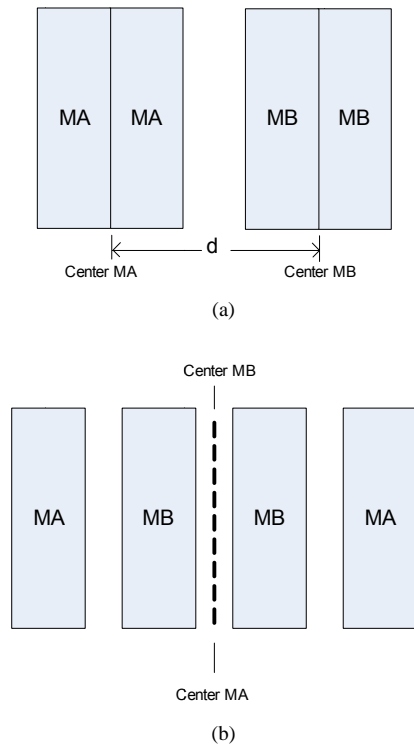 MA MA MB MB
d
Center MA Center MB
(a)
Center MB
MA MB MB MA
Center MA
(b)